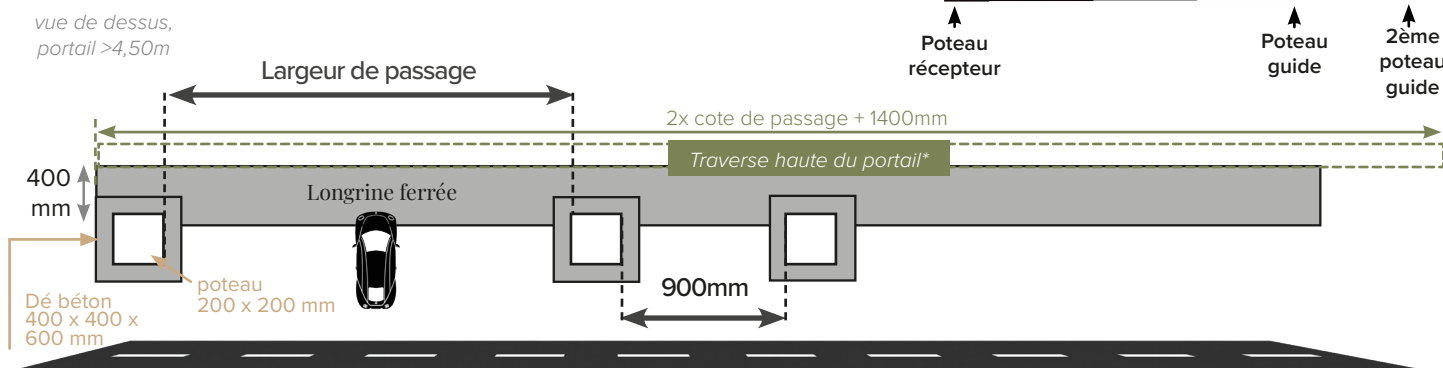 vue de dessus,
portail >4,50m
Poteau
récepteur
Poteau
guide
2ème
poteau
guide
Largeur de passage
2x cote de passage + 1400mm
Traverse haute du portail*
400
mm
Longrine ferrée
poteau
200 x 200 mm
900mm
Dé béton
400 x 400 x
600 mm